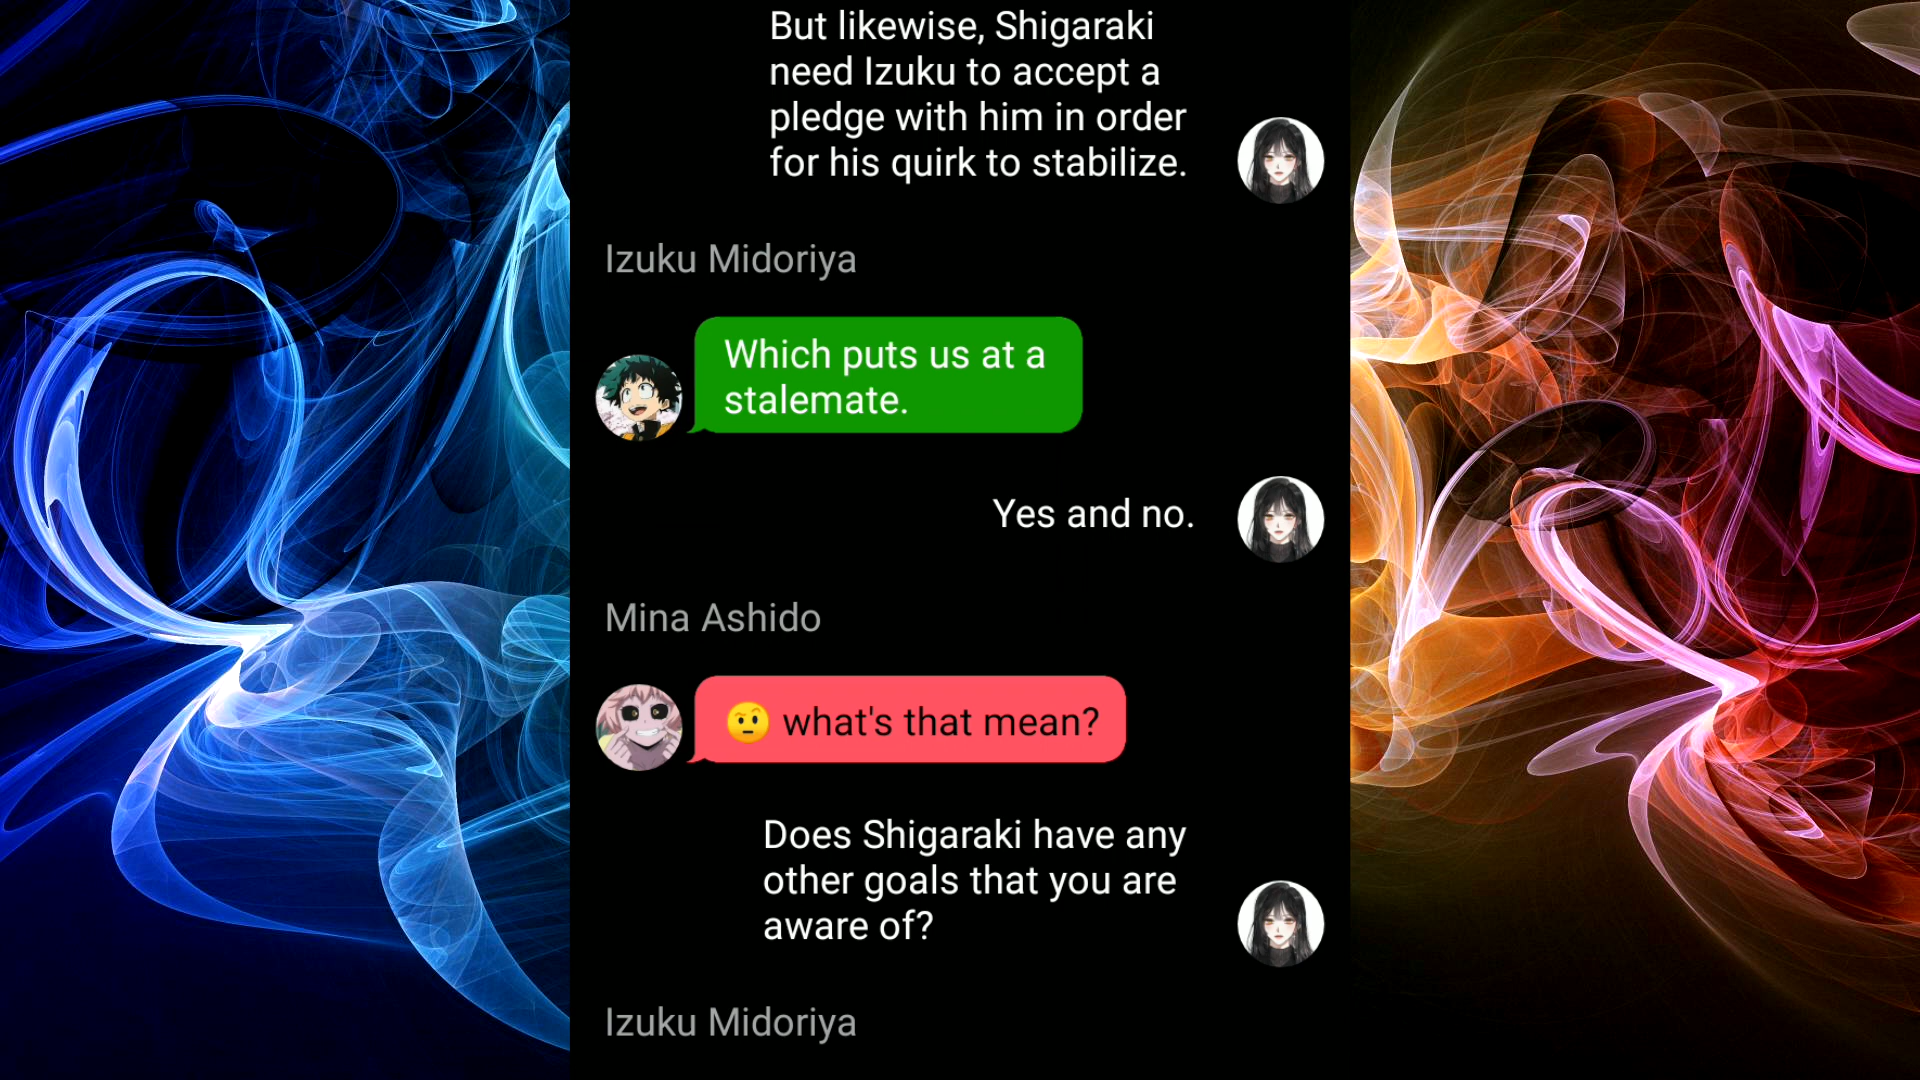 But likewise, Shigaraki
need Izuku to accept a
pledge with him in order
for his quirk to stabilize.
Izuku Midoriya
Which puts us at a
stalemate.
Yes and no.
Mina Ashido
🤨 what's that mean?
Does Shigaraki have any
other goals that you are
aware of?
Izuku Midoriya